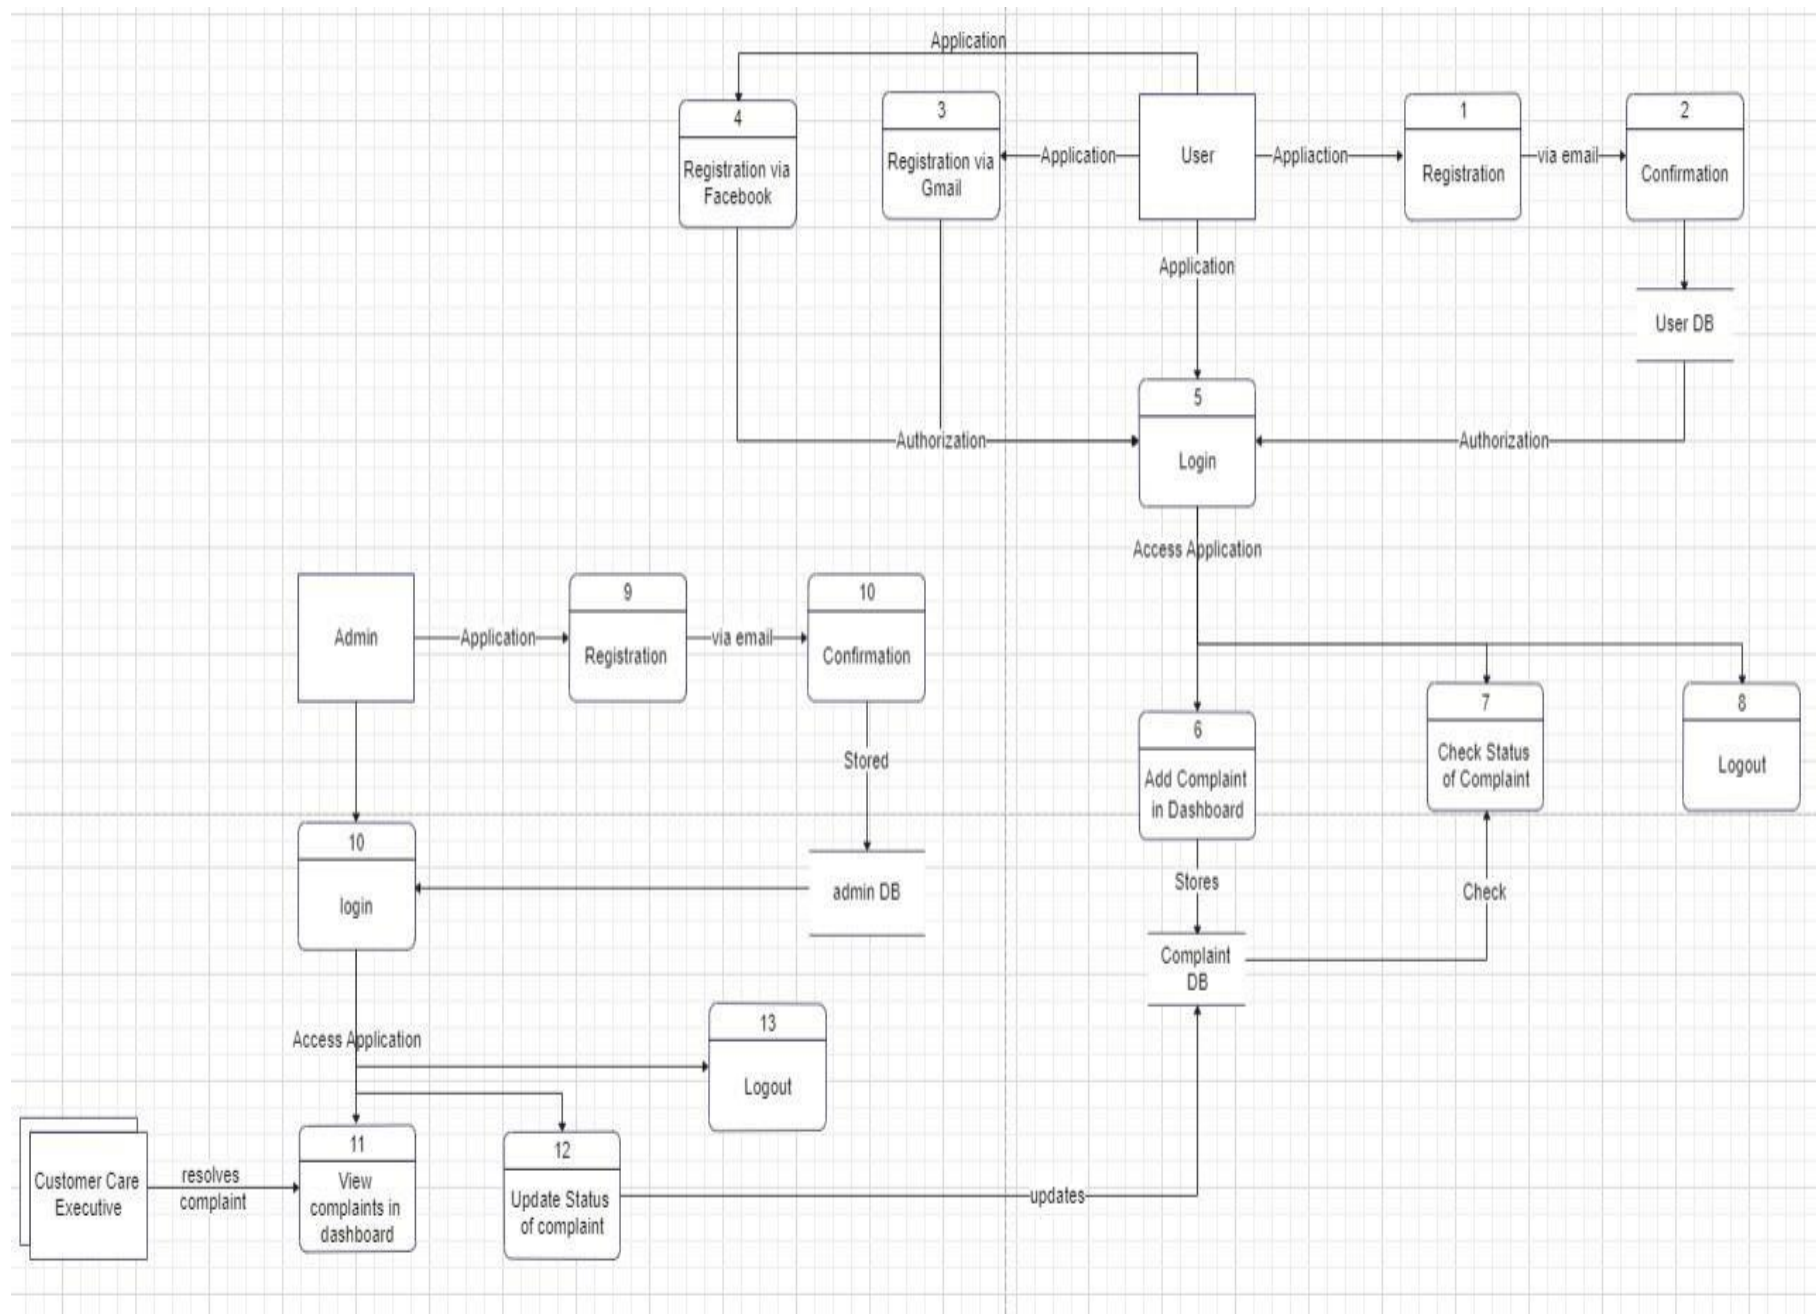 Application
4
Registration via
Facebook
3
Registration via
Gmail
Application
User
Appliaction
1
Registration
via email
2
Confirmation
Application
User DB
5
Login
Authorization
Authorization
Access Application
Admin
Application
9
Registration
via email
10
Confirmation
Stored
6
Add Complaint
in Dashboard
7
Check Status
of Complaint
8
Logout
10
login
admin DB
Stores
Check
Complaint
DB
Access Application
13
Logout
Customer Care
Executive
resolves
complaint
11
View
complaints in
dashboard
12
Update Status
of complaint
updates